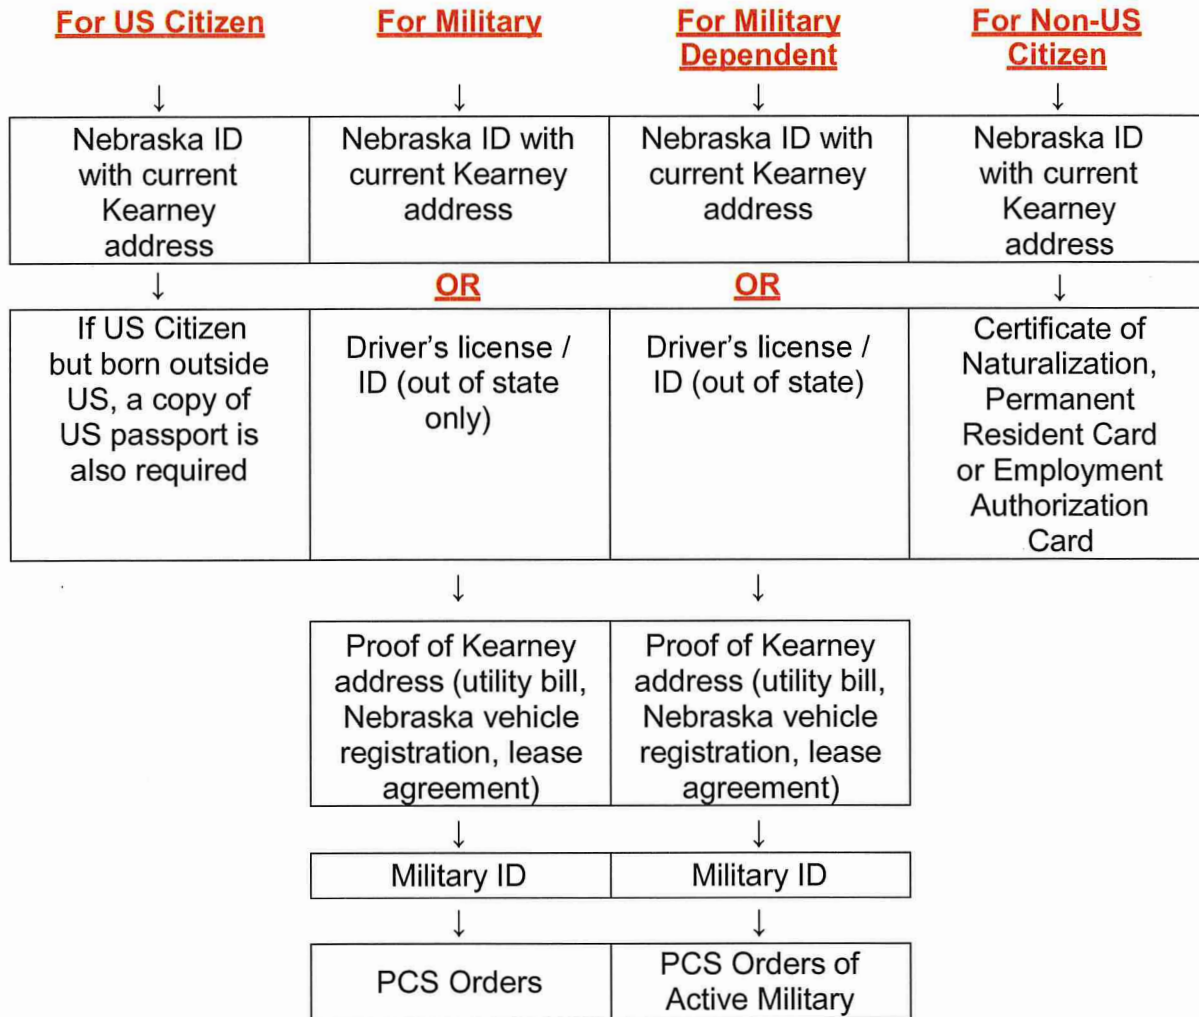 For US Citizen
For Military
For Military
Dependent
For Non-US
Citizen
↓
↓
↓
↓
Nebraska ID
with current
Kearney
address
Nebraska ID with
current Kearney
address
Nebraska ID with
current Kearney
address
Nebraska ID
with current
Kearney
address
↓
OR
OR
↓
If US Citizen
but born outside
US, a copy of
US passport is
also required
Driver's license /
ID (out of state
only)
Driver's license /
ID (out of state)
Certificate of
Naturalization,
Permanent
Resident Card
or Employment
Authorization
Card
↓
↓
Proof of Kearney
address (utility bill,
Nebraska vehicle
registration, lease
agreement)
Proof of Kearney
address (utility bill,
Nebraska vehicle
registration, lease
agreement)
↓
↓
Military ID
Military ID
↓
↓
PCS Orders
PCS Orders of
Active Military